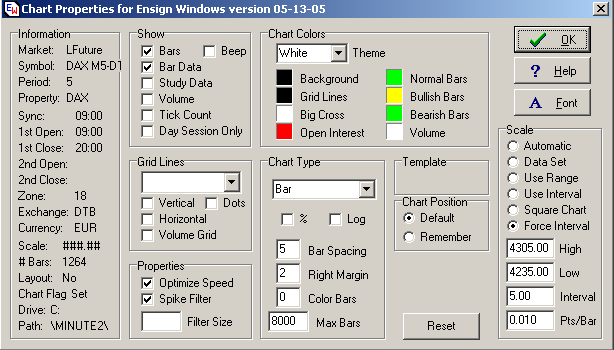 Chart Properties for Ensign Windows version 05-13-05
Information
Market: LFuture
Symbol: DAX M5-DT
Period: 5
Property: DAX
Sync: 09:00
1st Open: 09:00
1st Close: 20:00
2nd Open:
2nd Close:
Zone: 18
Exchange: DTB
Currency: EUR
Scale: ###.##
# Bars: 1264
Layout: No
Chart Flag Set
Drive: C:
Path: \MINUTE2\
Show
Bars Beep
Bar Data
Study Data
Volume
Tick Count
Day Session Only
Grid Lines
Vertical Dots
Horizontal
Volume Grid
Properties
Optimize Speed
Spike Filter
Filter Size
Chart Colors
White Theme
Background Normal Bars
Grid Lines Bullish Bars
Big Cross Bearish Bars
Open Interest Volume
Chart Type
Bar
% Log
5 Bar Spacing
2 Right Margin
0 Color Bars
8000 Max Bars
Template
Chart Position
Default
Remember
Reset
OK
? Help
A Font
Scale
Automatic
Data Set
Use Range
Use Interval
Square Chart
Force Interval
4305.00 High
4235.00 Low
5.00 Interval
0.010 Pts/Bar